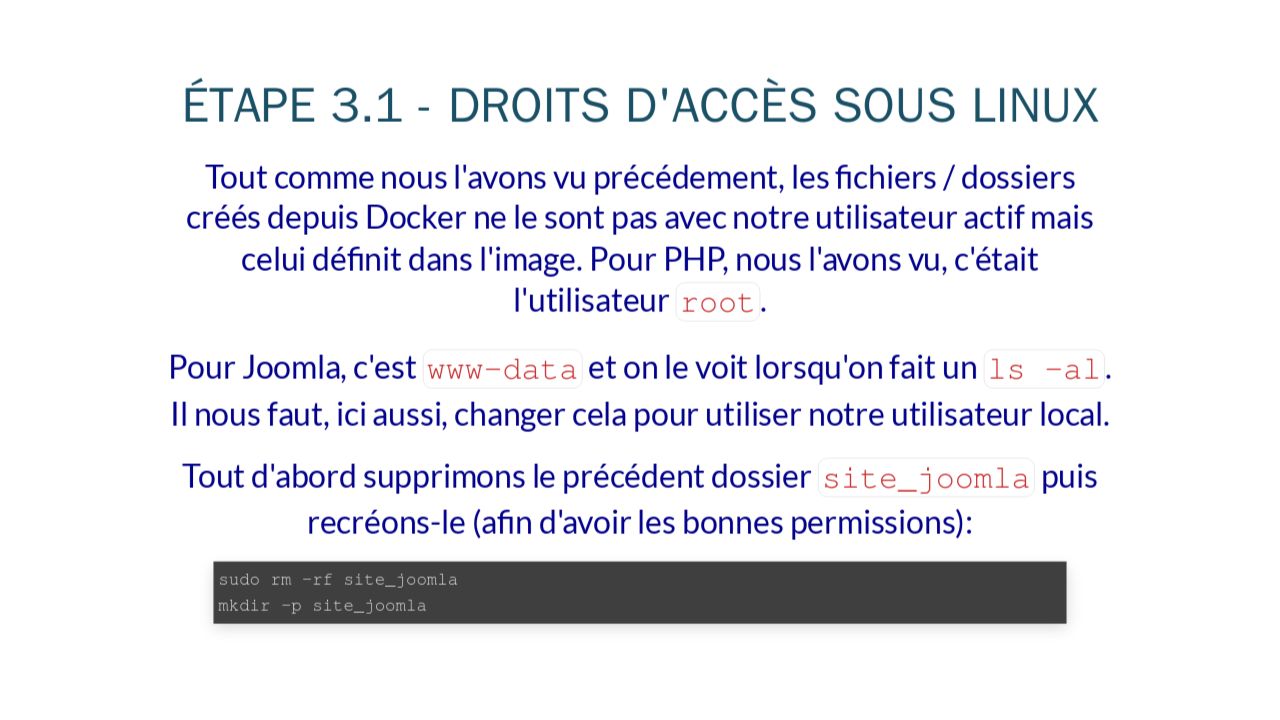 ÉTAPE 3.1 - DROITS D'ACCÈS SOUS LINUX
Tout comme nous l'avons vu précédement, les fichiers / dossiers
créés depuis Docker ne le sont pas avec notre utilisateur actif mais
celui définit dans l'image. Pour PHP, nous l'avons vu, c'était
l'utilisateur root.
Pour Joomla, c'est www-data et on le voit lorsqu'on fait un ls -al.
Il nous faut, ici aussi, changer cela pour utiliser notre utilisateur local.
Tout d'abord supprimons le précédent dossier site_joomla puis
recréons-le (afin d'avoir les bonnes permissions):
sudo rm -rf site_joomla
mkdir -p site_joomla